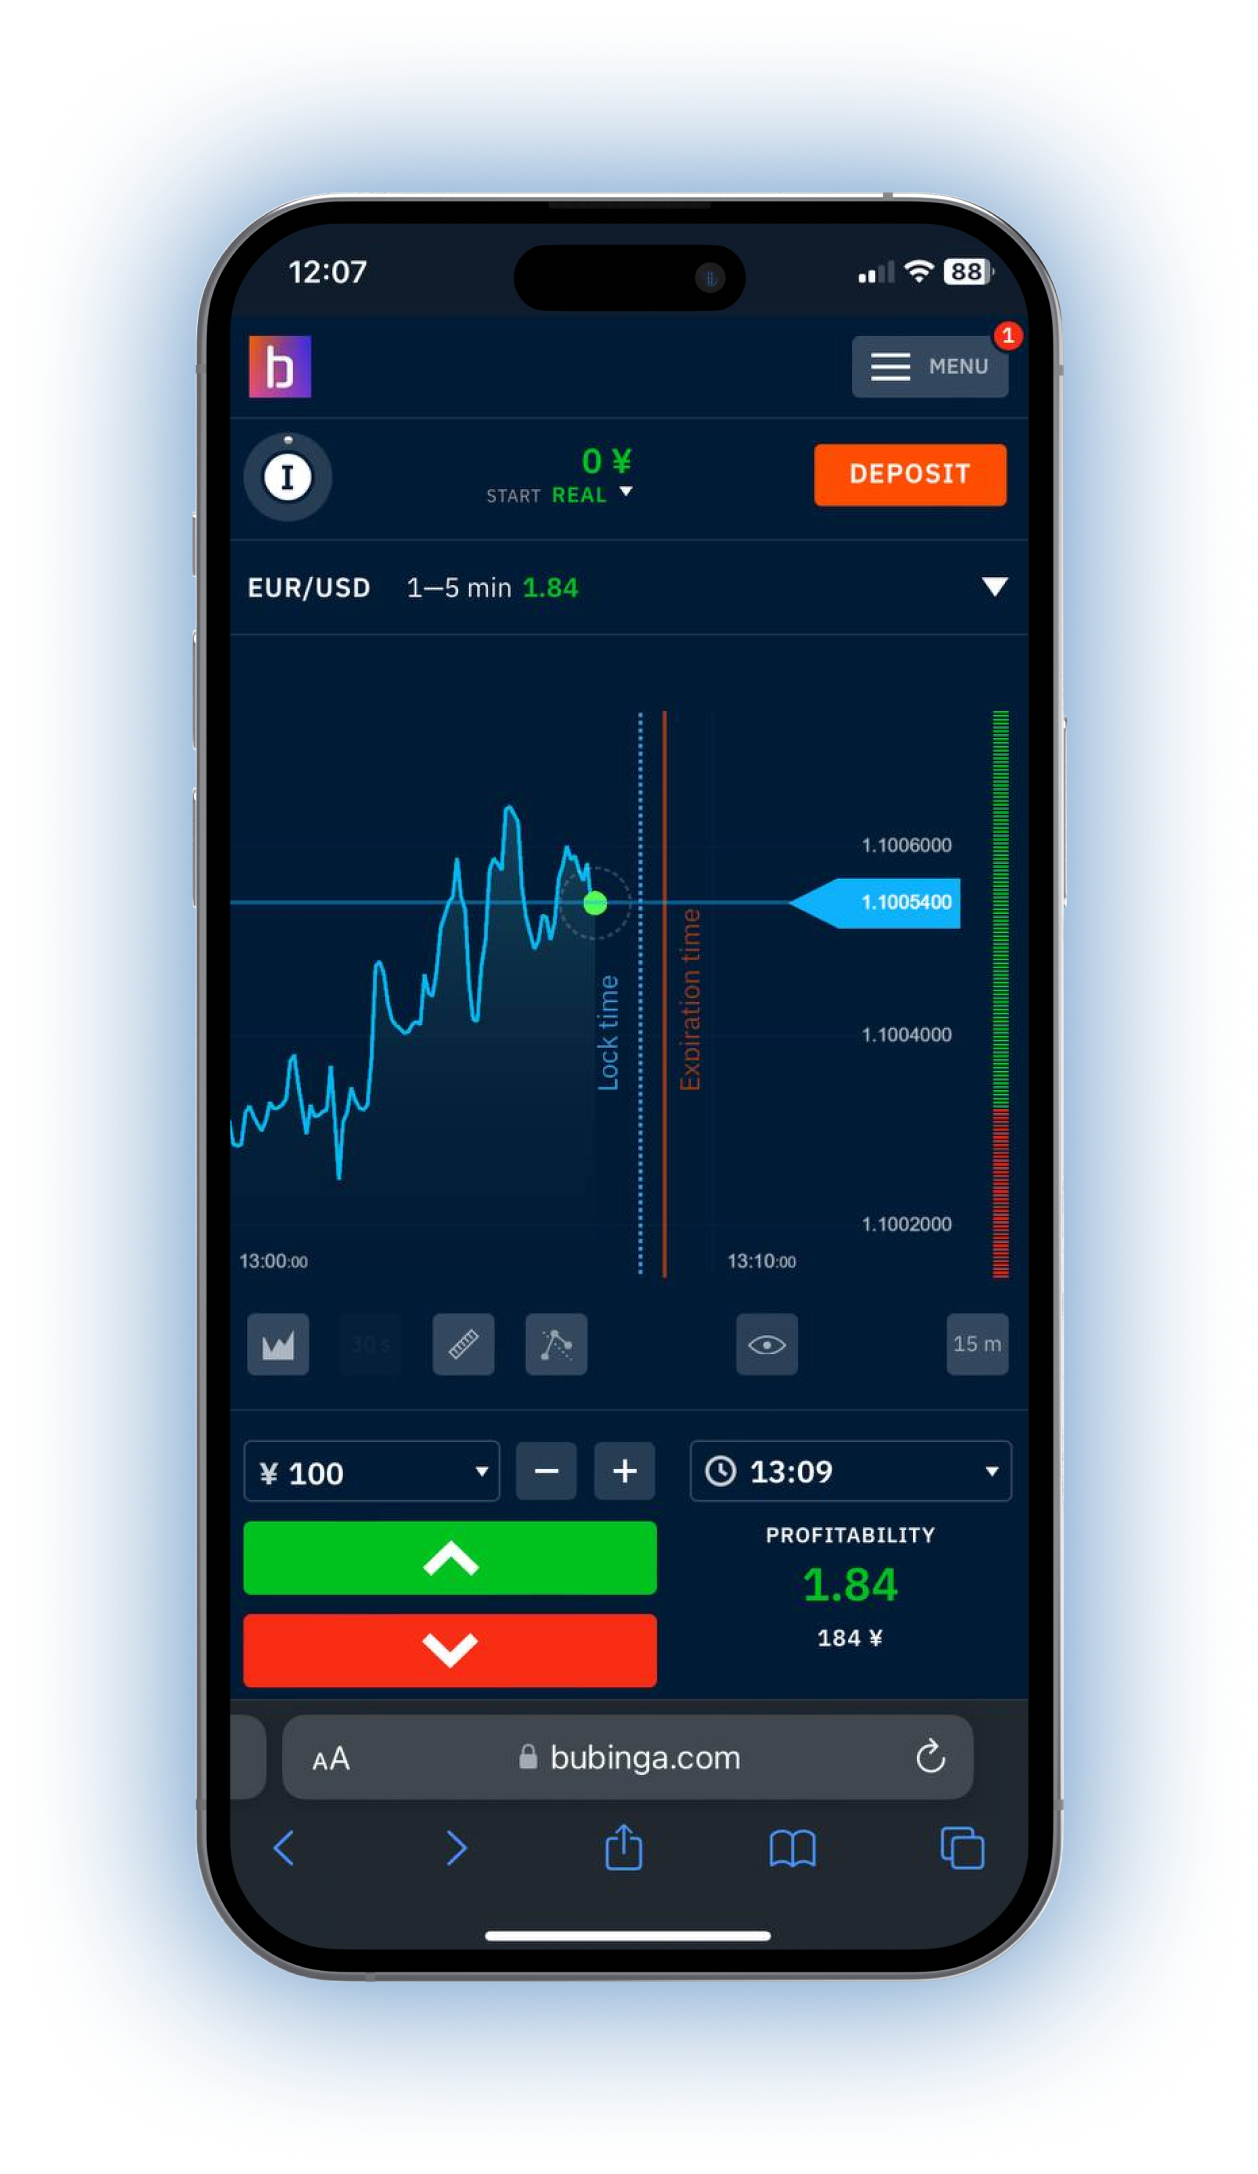 12:07
88
b
1
MENU
I
0 ¥
START REAL
DEPOSIT
EUR/USD 1—5 min 1.84
1.1006000
1.1005400
Lock time
Expiration time
1.1004000
1.1002000
13:00:00
13:10:00
30 s
15 m
¥ 100
− +
13:09
PROFITABILITY
1.84
184 ¥
AA
bubinga.com